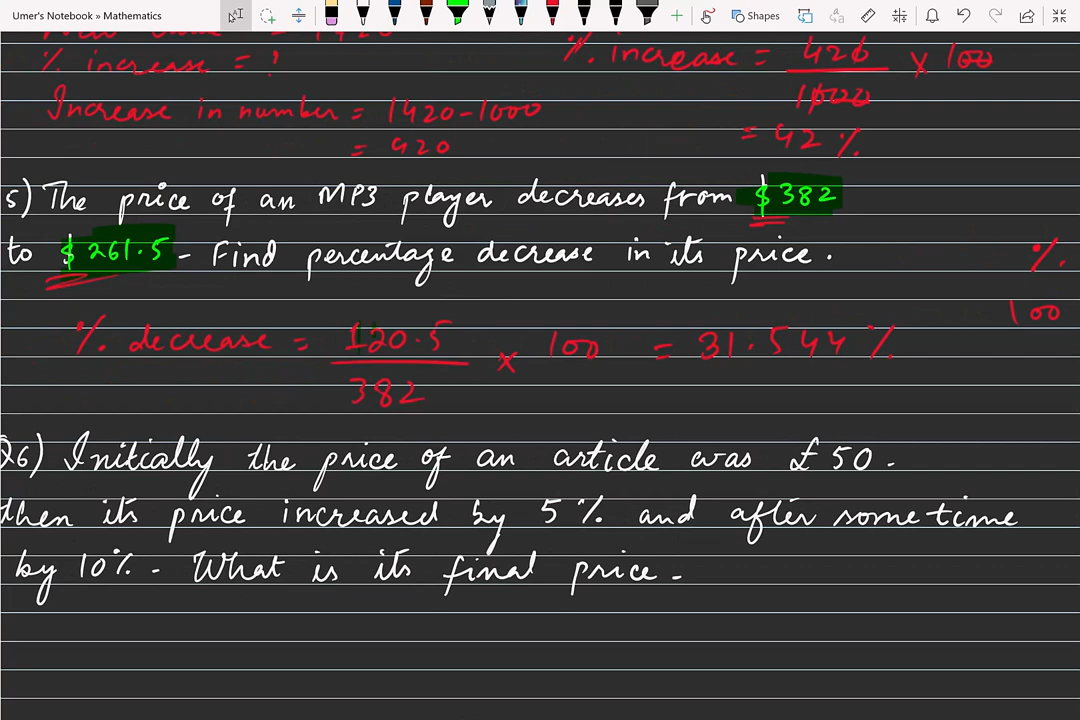 Umer's Notebook » Mathematics
Shapes
% increase = ?
%. increase = 420/1000 × 100
Increase in number = 1420-1000
= 420
= 42 %
5) The price of an MP3 player decreases from $ 382
to $ 261.5 - Find percentage decrease in its price.
%.
100
% decrease = 120.5/382 × 100 = 31.544 %
Q6) Initially the price of an article was £ 50.
then its price increased by 5 % and after some time
by 10% - What is its final price.